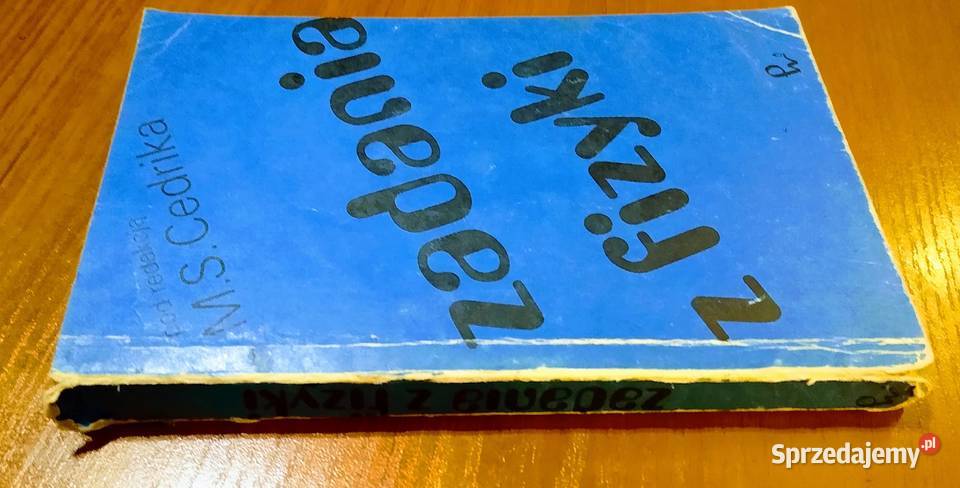 Pod redakcją
M.S. Cedrika
zadania
z fizyki
zadania z fizyki
Sprzedajemy.pl